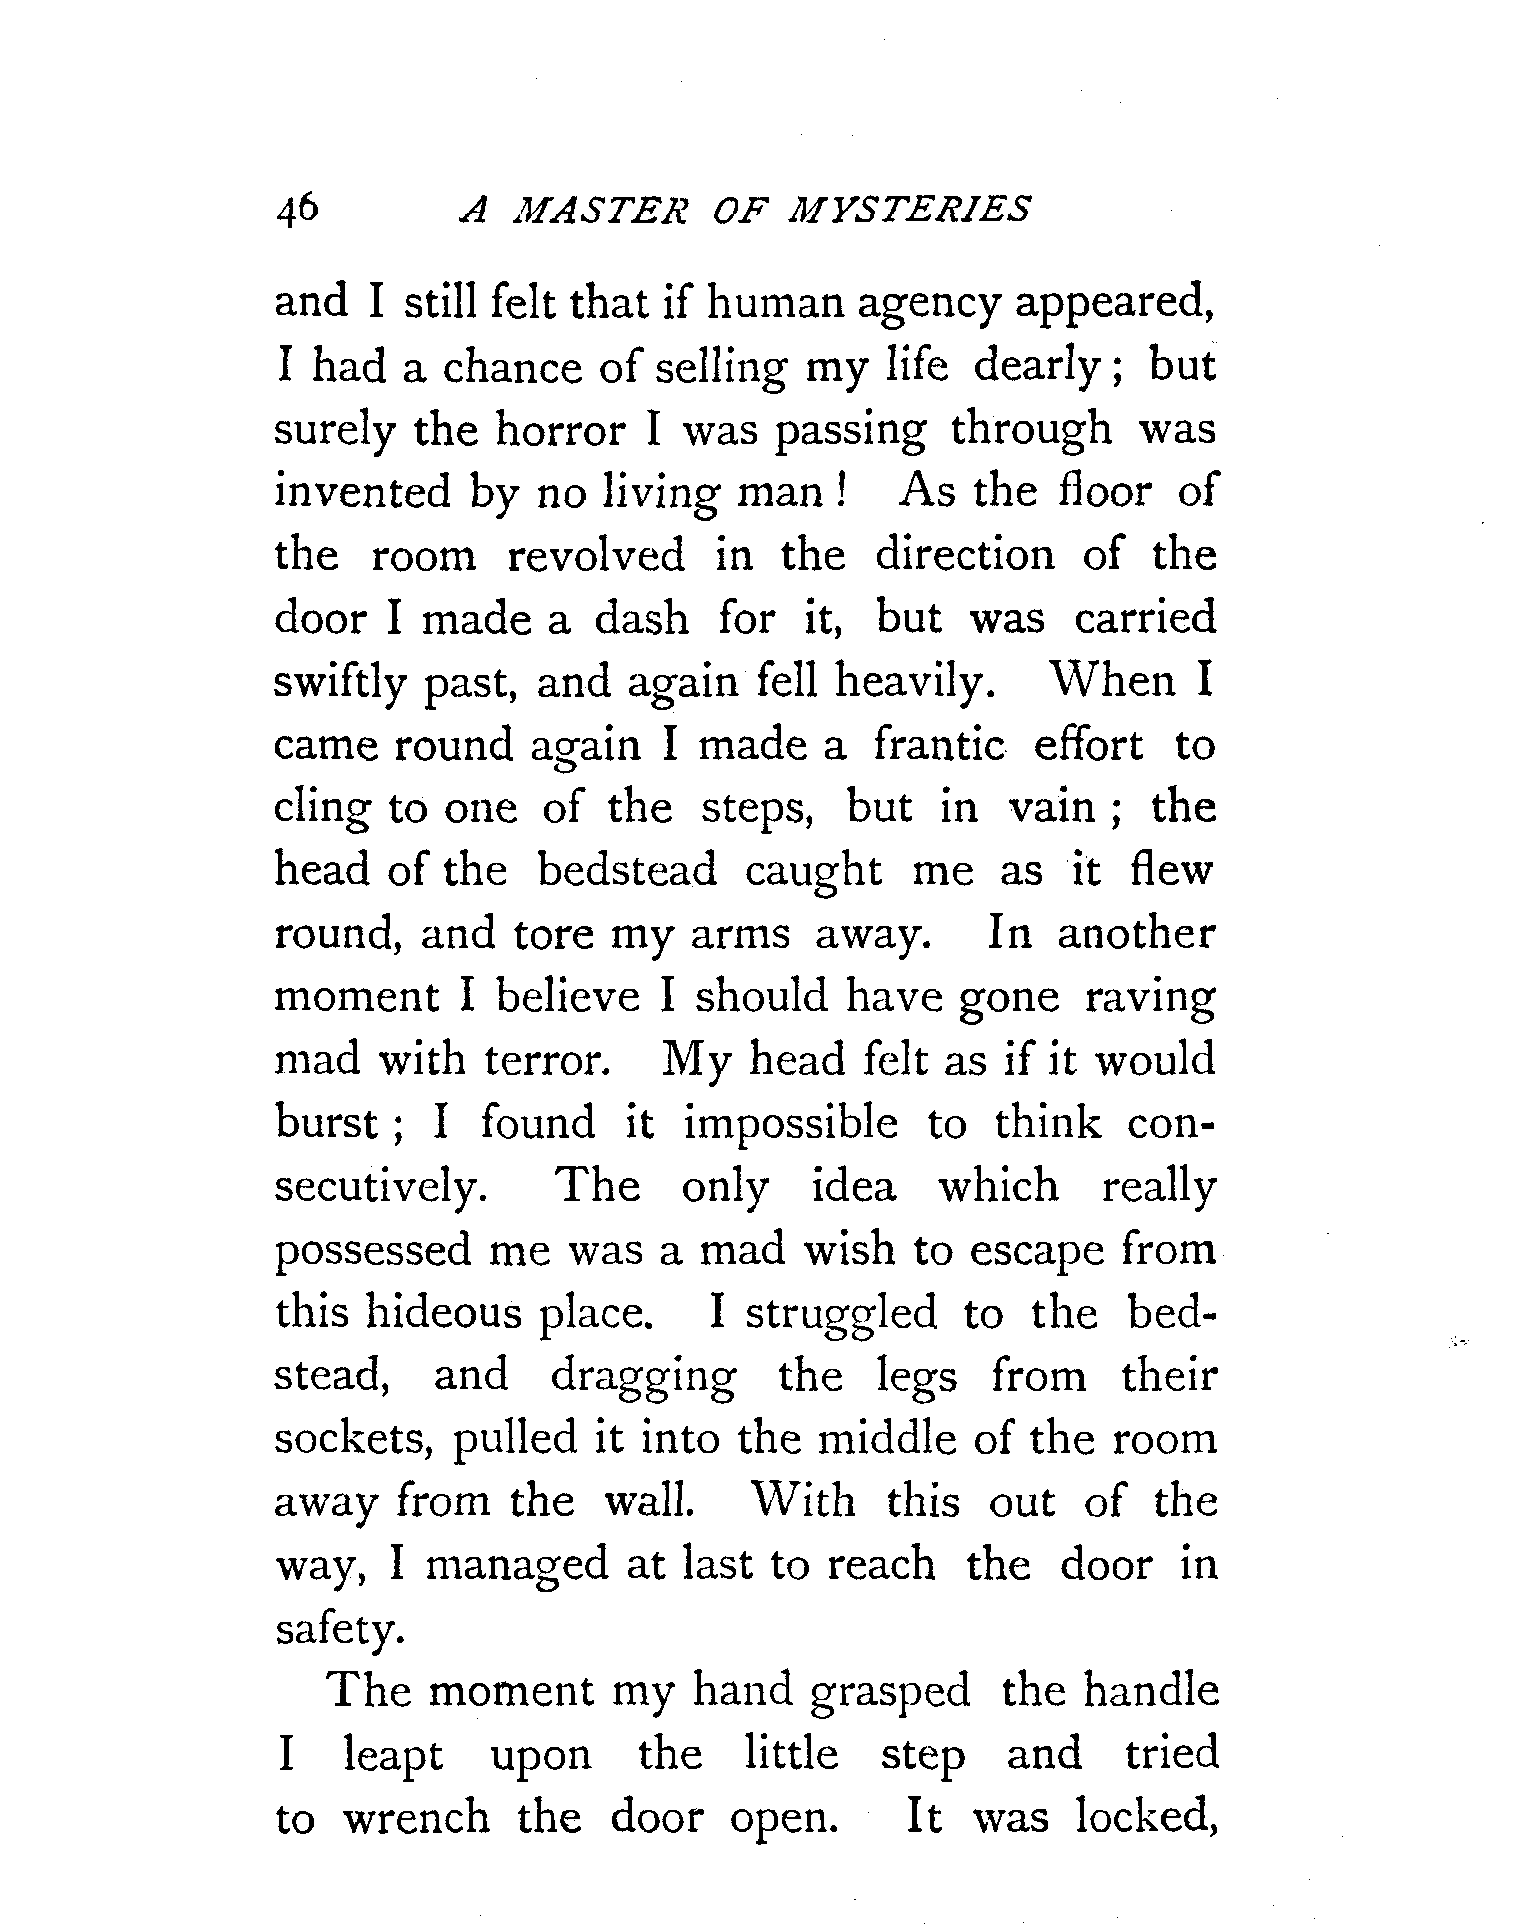 46 A MASTER OF MYSTERIES
and I still felt that if human agency appeared,
I had a chance of selling my life dearly ; but
surely the horror I was passing through was
invented by no living man ! As the floor of
the room revolved in the direction of the
door I made a dash for it, but was carried
swiftly past, and again fell heavily. When I
came round again I made a frantic effort to
cling to one of the steps, but in vain ; the
head of the bedstead caught me as it flew
round, and tore my arms away. In another
moment I believe I should have gone raving
mad with terror. My head felt as if it would
burst ; I found it impossible to think con-
secutively. The only idea which really
possessed me was a mad wish to escape from
this hideous place. I struggled to the bed-
stead, and dragging the legs from their
sockets, pulled it into the middle of the room
away from the wall. With this out of the
way, I managed at last to reach the door in
safety.
The moment my hand grasped the handle
I leapt upon the little step and tried
to wrench the door open. It was locked,